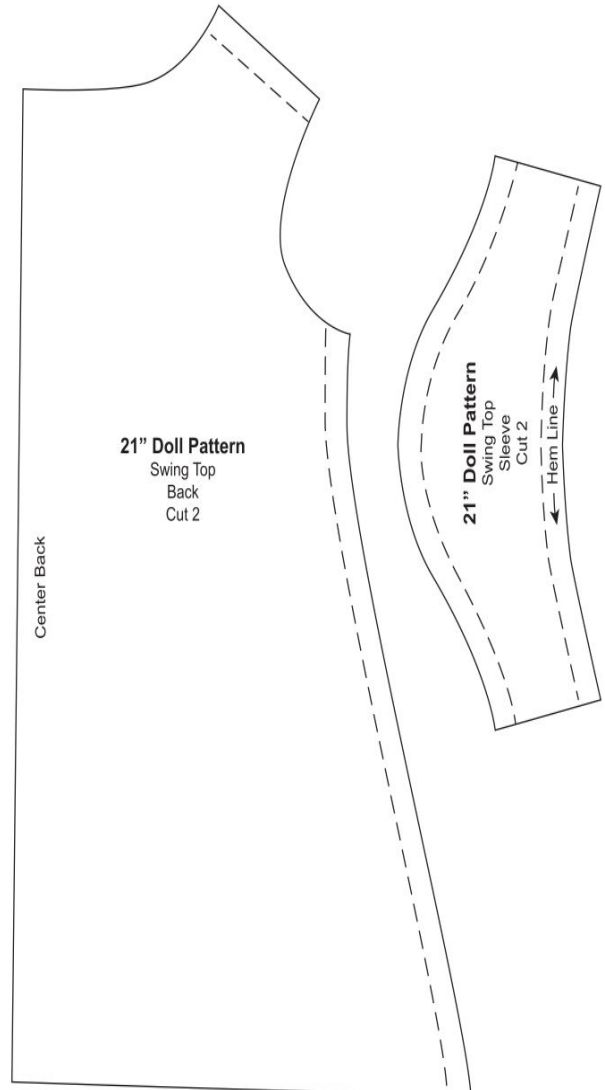 21” Doll Pattern
Swing Top
Back
Cut 2
Center Back
21” Doll Pattern
Swing Top
Sleeve
Cut 2
Hem Line